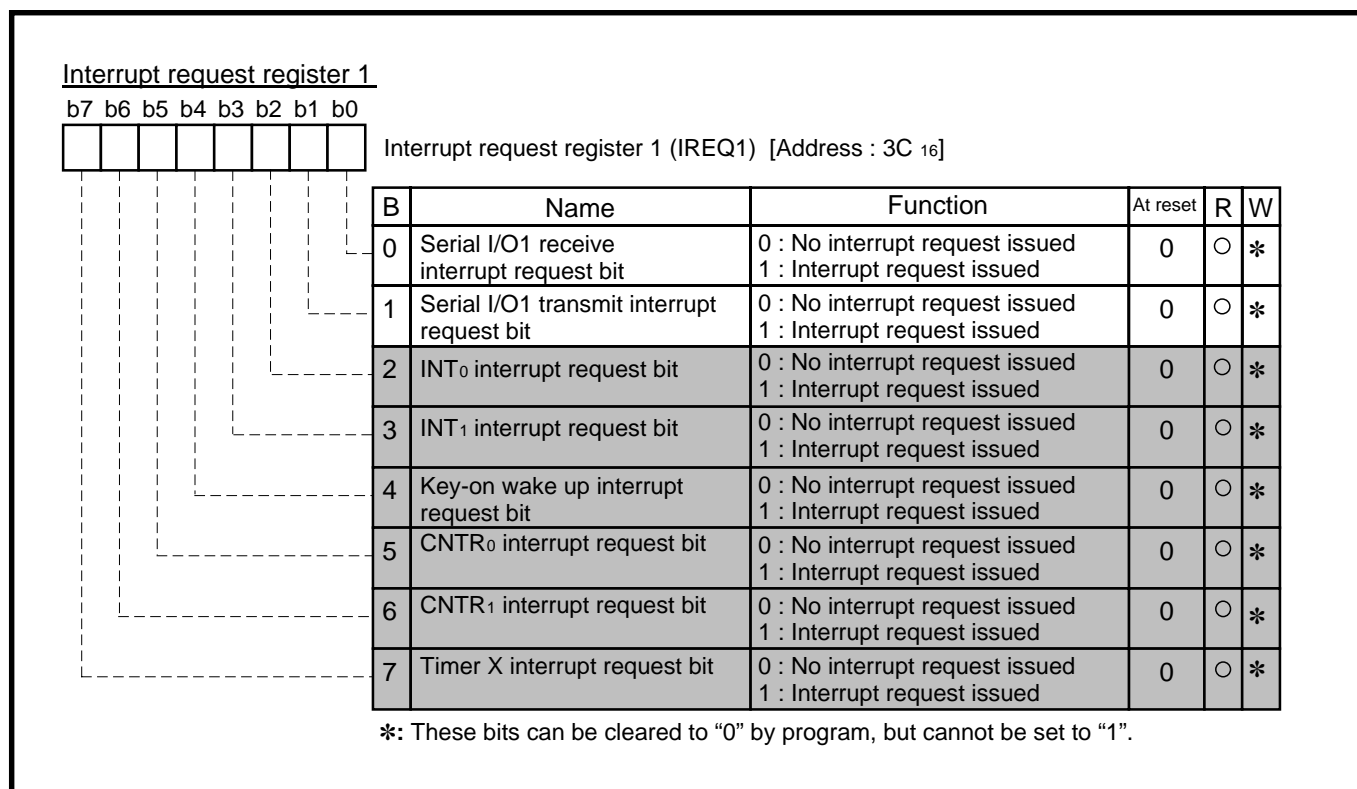 Interrupt request register 1
b7 b6 b5 b4 b3 b2 b1 b0
Interrupt request register 1 (IREQ1) [Address : 3C 16]
B Name Function At reset R W
0 Serial I/O1 receive interrupt request bit 0 : No interrupt request issued 1 : Interrupt request issued 0 ○ ✻
1 Serial I/O1 transmit interrupt request bit 0 : No interrupt request issued 1 : Interrupt request issued 0 ○ ✻
2 INT0 interrupt request bit 0 : No interrupt request issued 1 : Interrupt request issued 0 ○ ✻
3 INT1 interrupt request bit 0 : No interrupt request issued 1 : Interrupt request issued 0 ○ ✻
4 Key-on wake up interrupt request bit 0 : No interrupt request issued 1 : Interrupt request issued 0 ○ ✻
5 CNTR0 interrupt request bit 0 : No interrupt request issued 1 : Interrupt request issued 0 ○ ✻
6 CNTR1 interrupt request bit 0 : No interrupt request issued 1 : Interrupt request issued 0 ○ ✻
7 Timer X interrupt request bit 0 : No interrupt request issued 1 : Interrupt request issued 0 ○ ✻
✻: These bits can be cleared to “0” by program, but cannot be set to “1”.